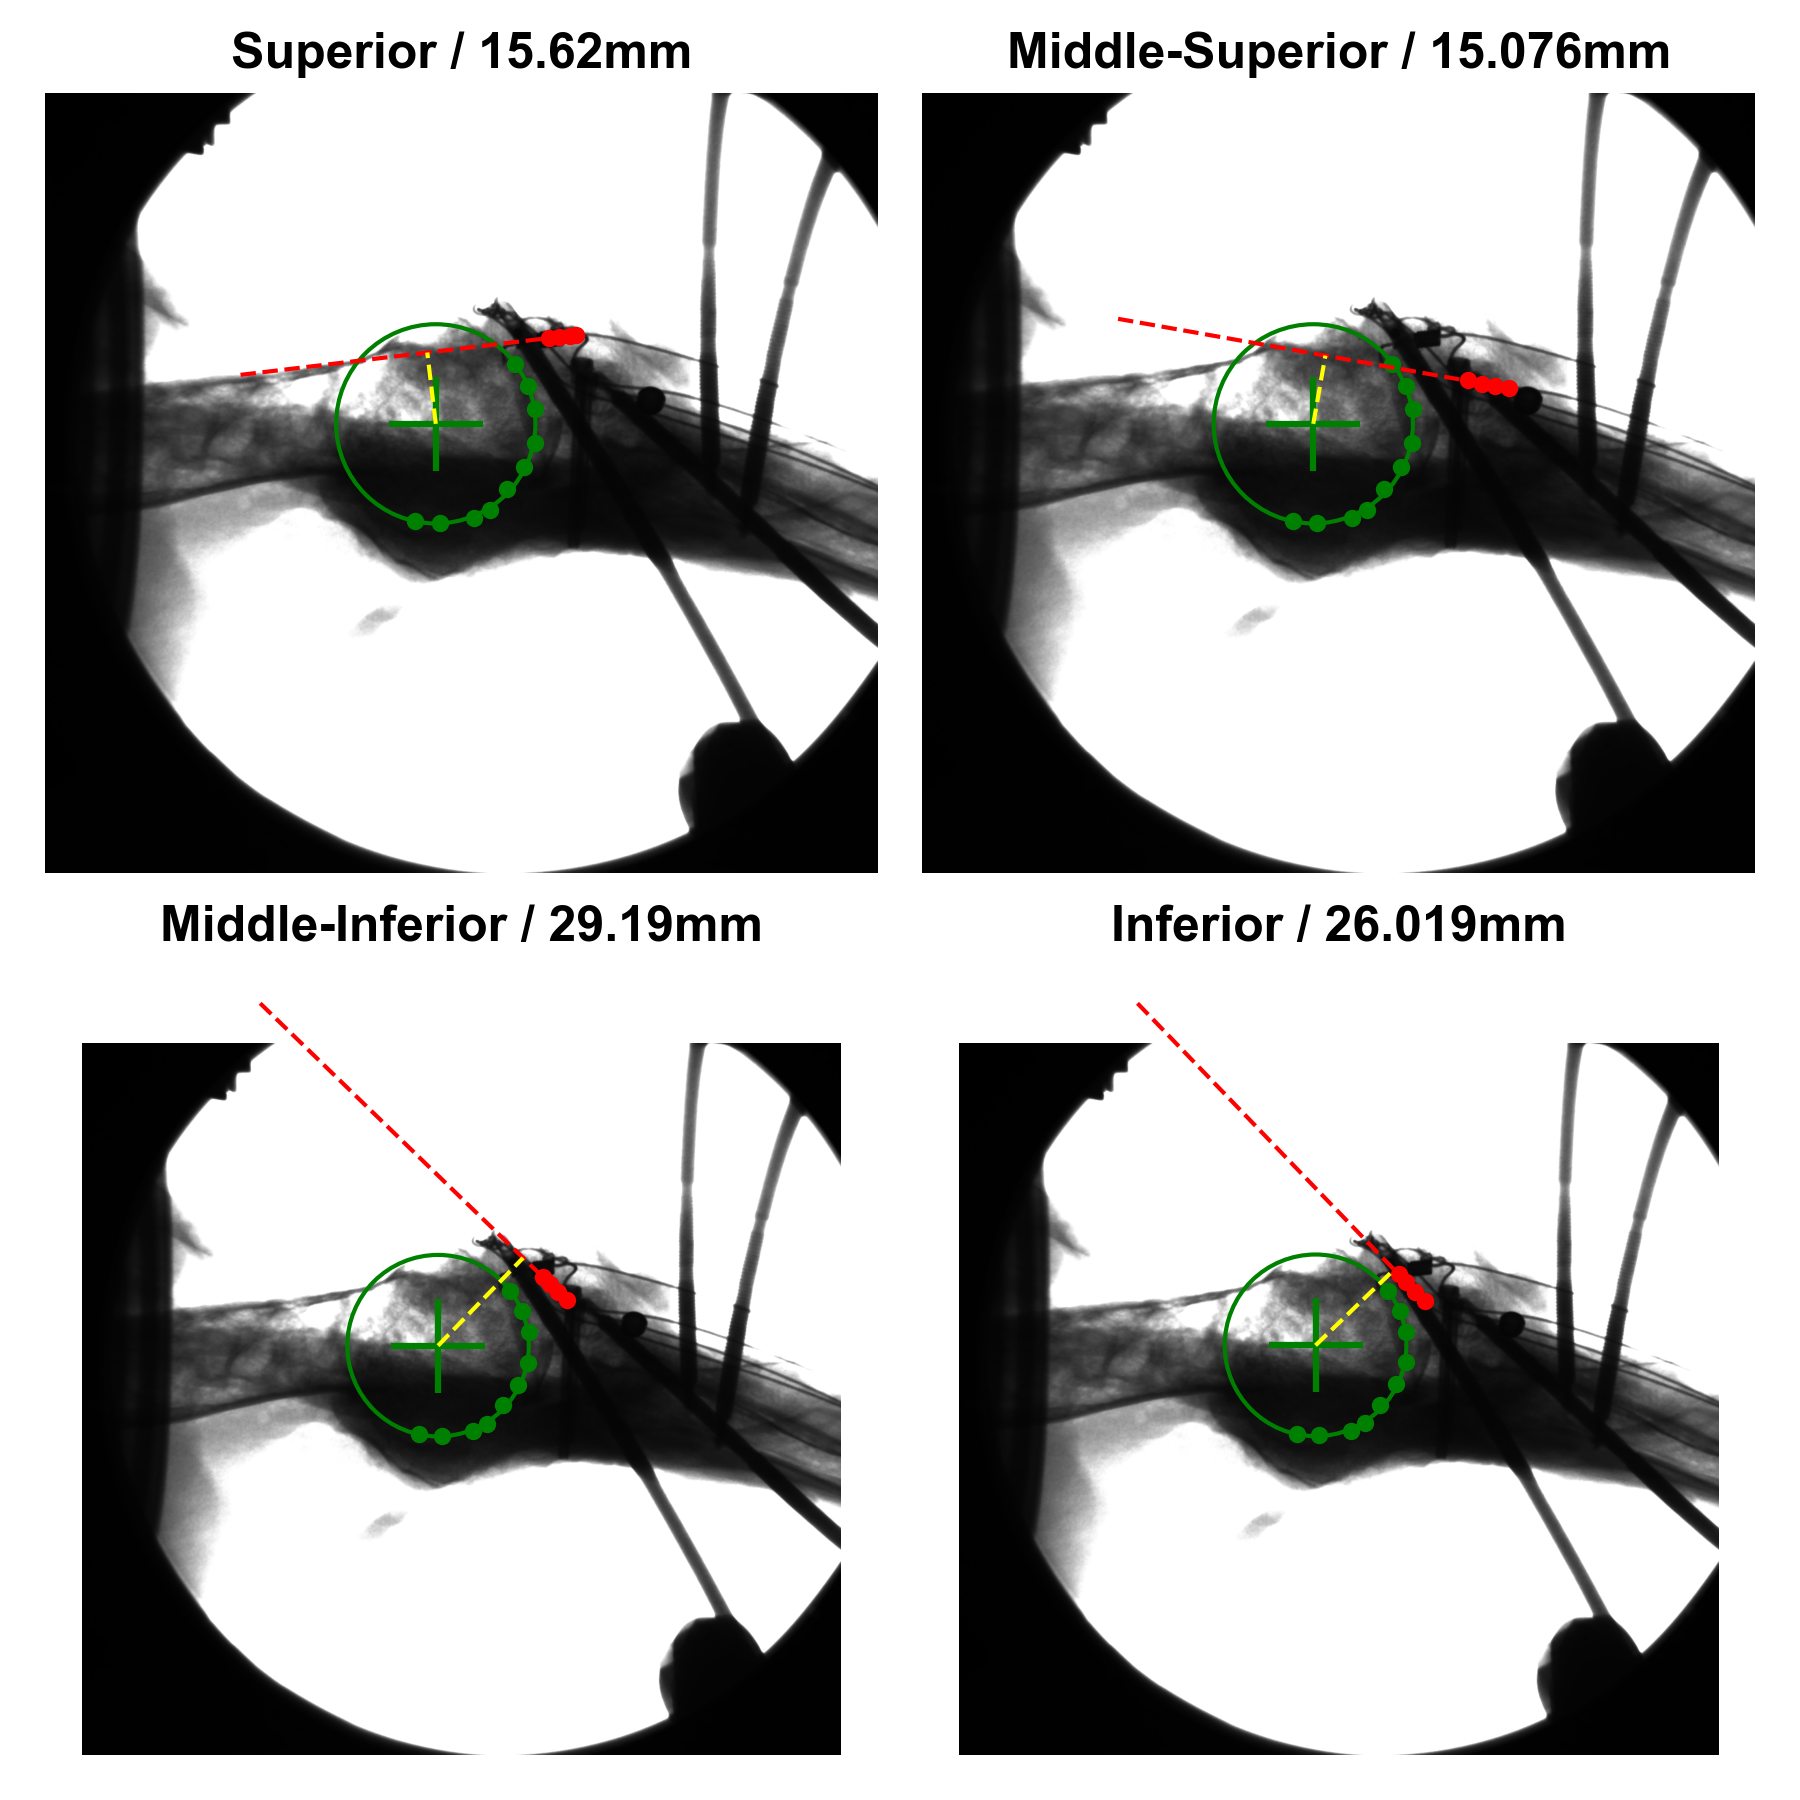 Superior / 15.62mm
Middle-Superior / 15.076mm
Middle-Inferior / 29.19mm
Inferior / 26.019mm